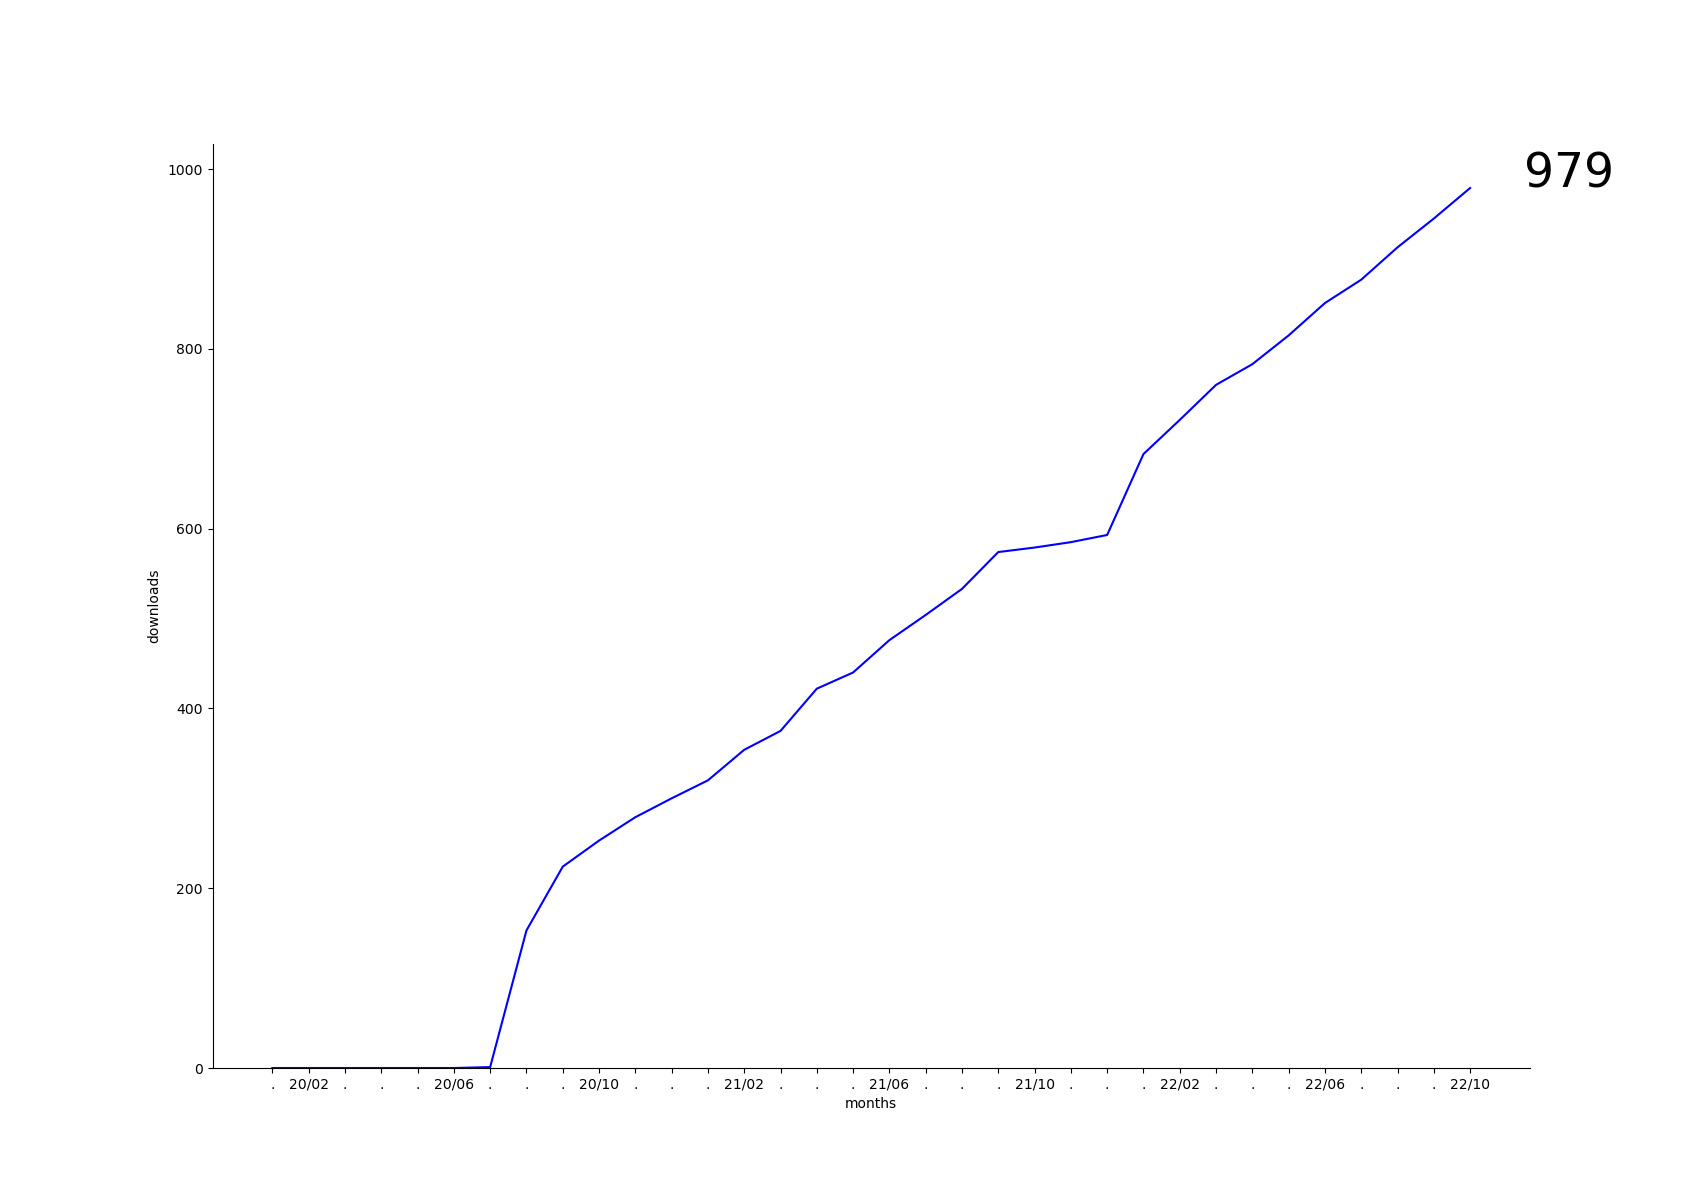 979
1000
800
600
400
200
0
downloads
. 20/02 . . . 20/06 . . . 20/10 . . . 21/02 . . . 21/06 . . . 21/10 . . . 22/02 . . . 22/06 . . . 22/10
months